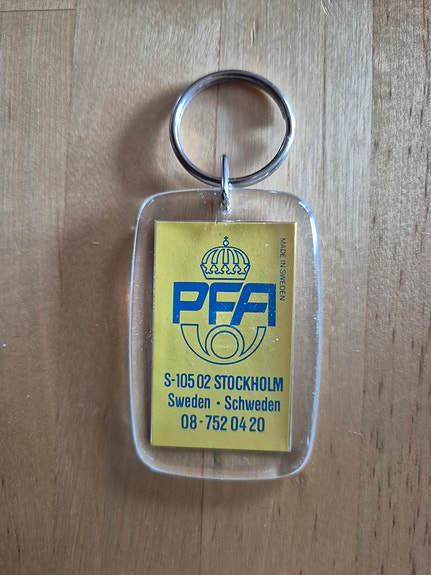 PFA
S-105 02 STOCKHOLM
Sweden • Schweden
08-752 04 20
MADE IN SWEDEN